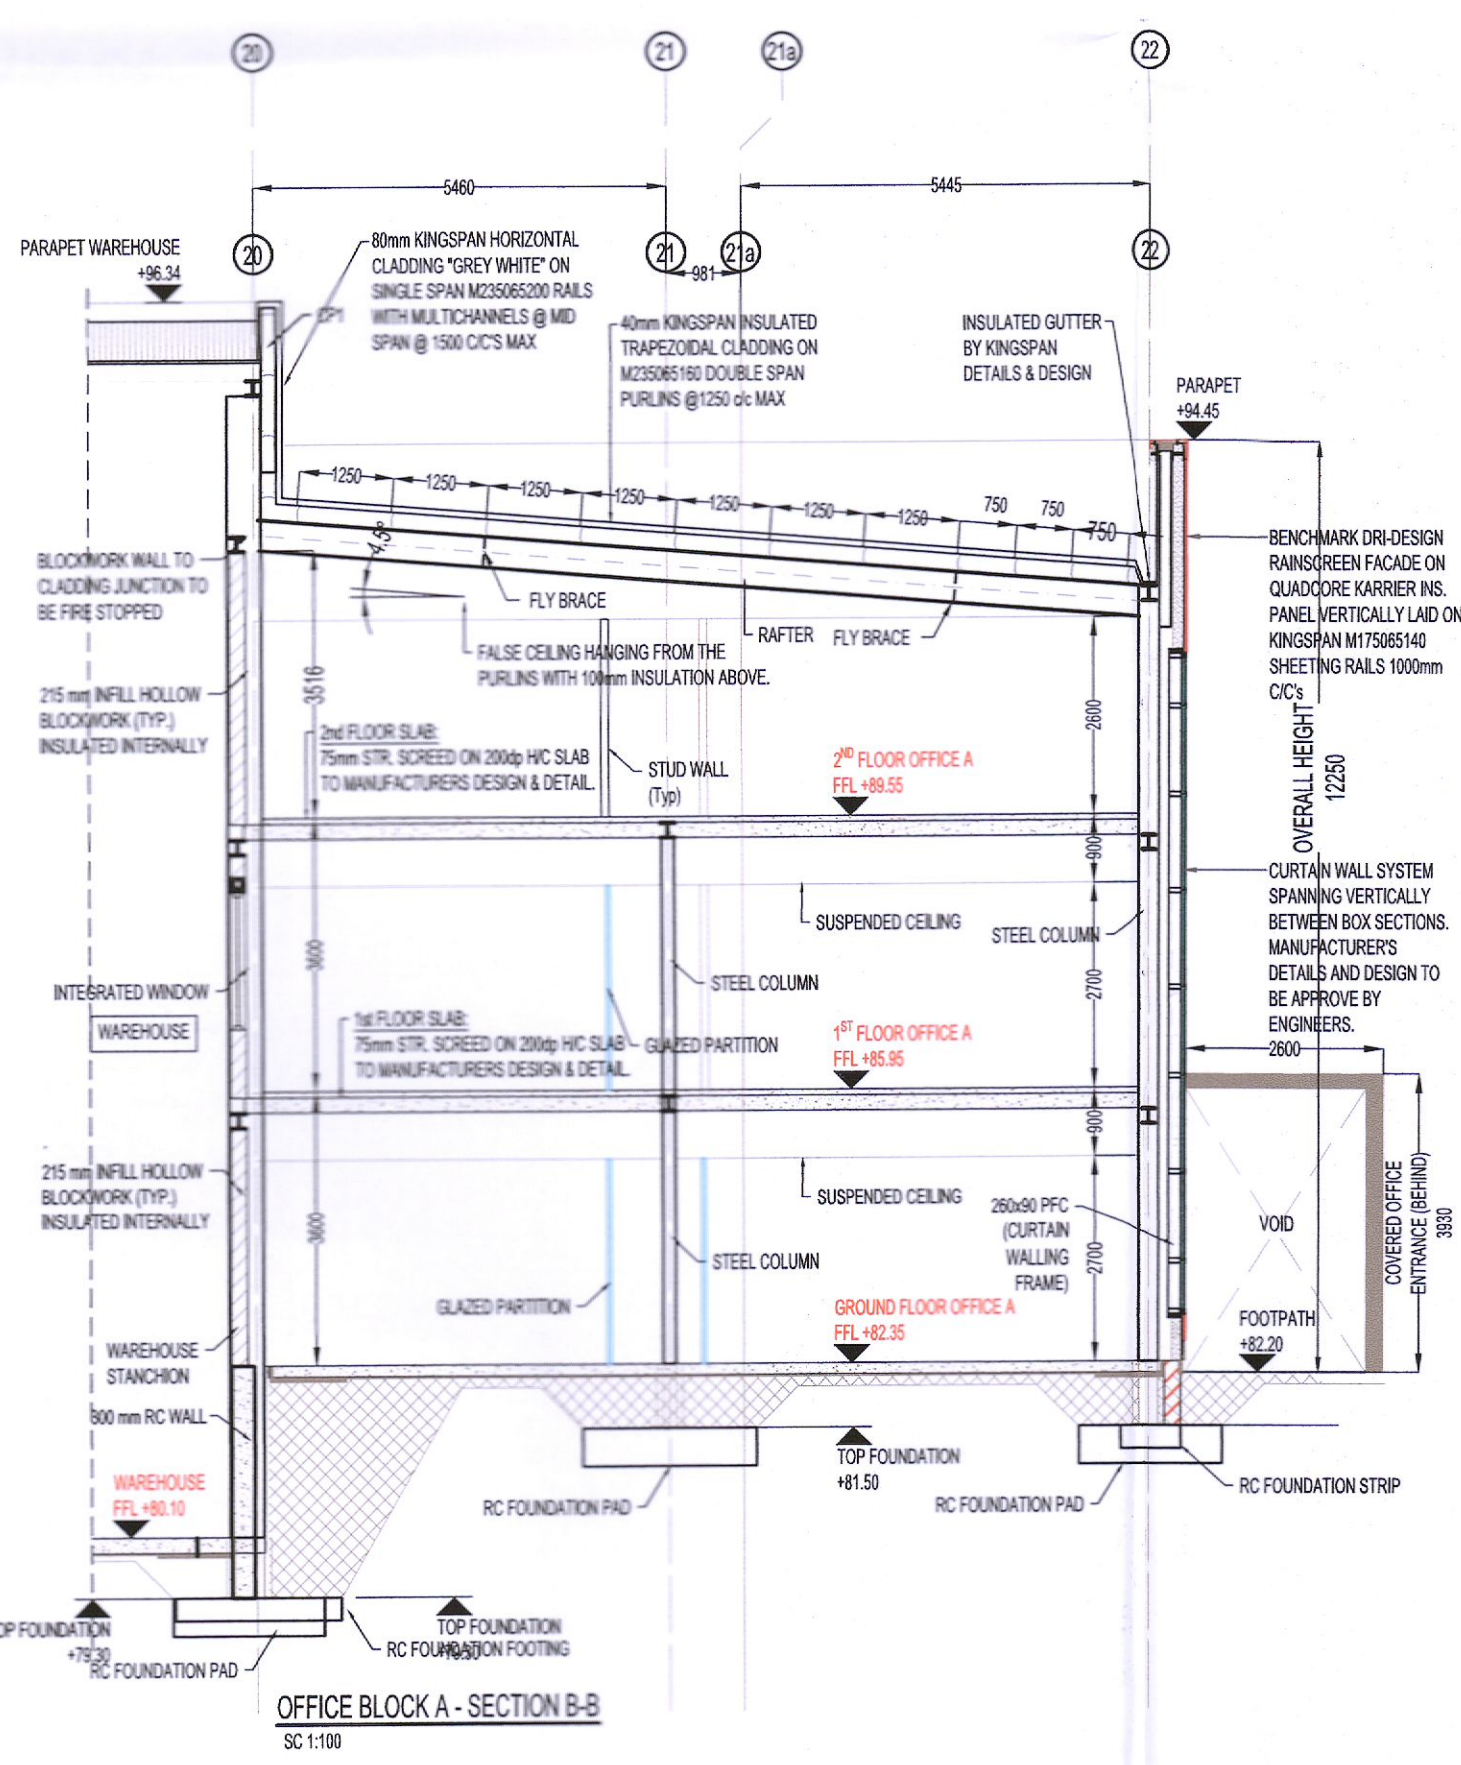 20
21
21a
22
5460
5445
20
21
21a
22
981
PARAPET WAREHOUSE
+96.34
80mm KINGSPAN HORIZONTAL
CLADDING "GREY WHITE" ON
SINGLE SPAN M235065200 RAILS
WITH MULTICHANNELS @ MID
SPAN @ 1500 C/C'S MAX
CP1
40mm KINGSPAN INSULATED
TRAPEZOIDAL CLADDING ON
M235065160 DOUBLE SPAN
PURLINS @1250 c/c MAX
INSULATED GUTTER
BY KINGSPAN
DETAILS & DESIGN
PARAPET
+94.45
1250
1250
1250
1250
1250
1250
1250
750
750
750
4.5°
BLOCKWORK WALL TO
CLADDING JUNCTION TO
BE FIRE STOPPED
FLY BRACE
RAFTER
FLY BRACE
FALSE CEILING HANGING FROM THE
PURLINS WITH 100mm INSULATION ABOVE.
BENCHMARK DRI-DESIGN
RAINSCREEN FACADE ON
QUADCORE KARRIER INS.
PANEL VERTICALLY LAID ON
KINGSPAN M175065140
SHEETING RAILS 1000mm
C/C's
OVERALL HEIGHT
12250
215 mm INFILL HOLLOW
BLOCKWORK (TYP.)
INSULATED INTERNALLY
3516
2600
2nd FLOOR SLAB:
75mm STR. SCREED ON 200dp H/C SLAB
TO MANUFACTURERS DESIGN & DETAIL.
STUD WALL
(Typ)
2ND FLOOR OFFICE A
FFL +89.55
900
SUSPENDED CEILING
STEEL COLUMN
CURTAIN WALL SYSTEM
SPANNING VERTICALLY
BETWEEN BOX SECTIONS.
MANUFACTURER'S
DETAILS AND DESIGN TO
BE APPROVE BY
ENGINEERS.
3600
2700
STEEL COLUMN
INTEGRATED WINDOW
WAREHOUSE
1st FLOOR SLAB:
75mm STR. SCREED ON 200dp H/C SLAB
TO MANUFACTURERS DESIGN & DETAIL.
GLAZED PARTITION
1ST FLOOR OFFICE A
FFL +85.95
2600
900
215 mm INFILL HOLLOW
BLOCKWORK (TYP.)
INSULATED INTERNALLY
3600
SUSPENDED CEILING
260x90 PFC
(CURTAIN
WALLING
FRAME)
2700
STEEL COLUMN
VOID
COVERED OFFICE
ENTRANCE (BEHIND)
3930
GLAZED PARTITION
GROUND FLOOR OFFICE A
FFL +82.35
FOOTPATH
+82.20
WAREHOUSE
STANCHION
300 mm RC WALL
WAREHOUSE
FFL +80.10
TOP FOUNDATION
+81.50
RC FOUNDATION PAD
RC FOUNDATION PAD
RC FOUNDATION STRIP
OP FOUNDATION
+79.30
RC FOUNDATION PAD
TOP FOUNDATION
RC FOUNDATION FOOTING
OFFICE BLOCK A - SECTION B-B
SC 1:100